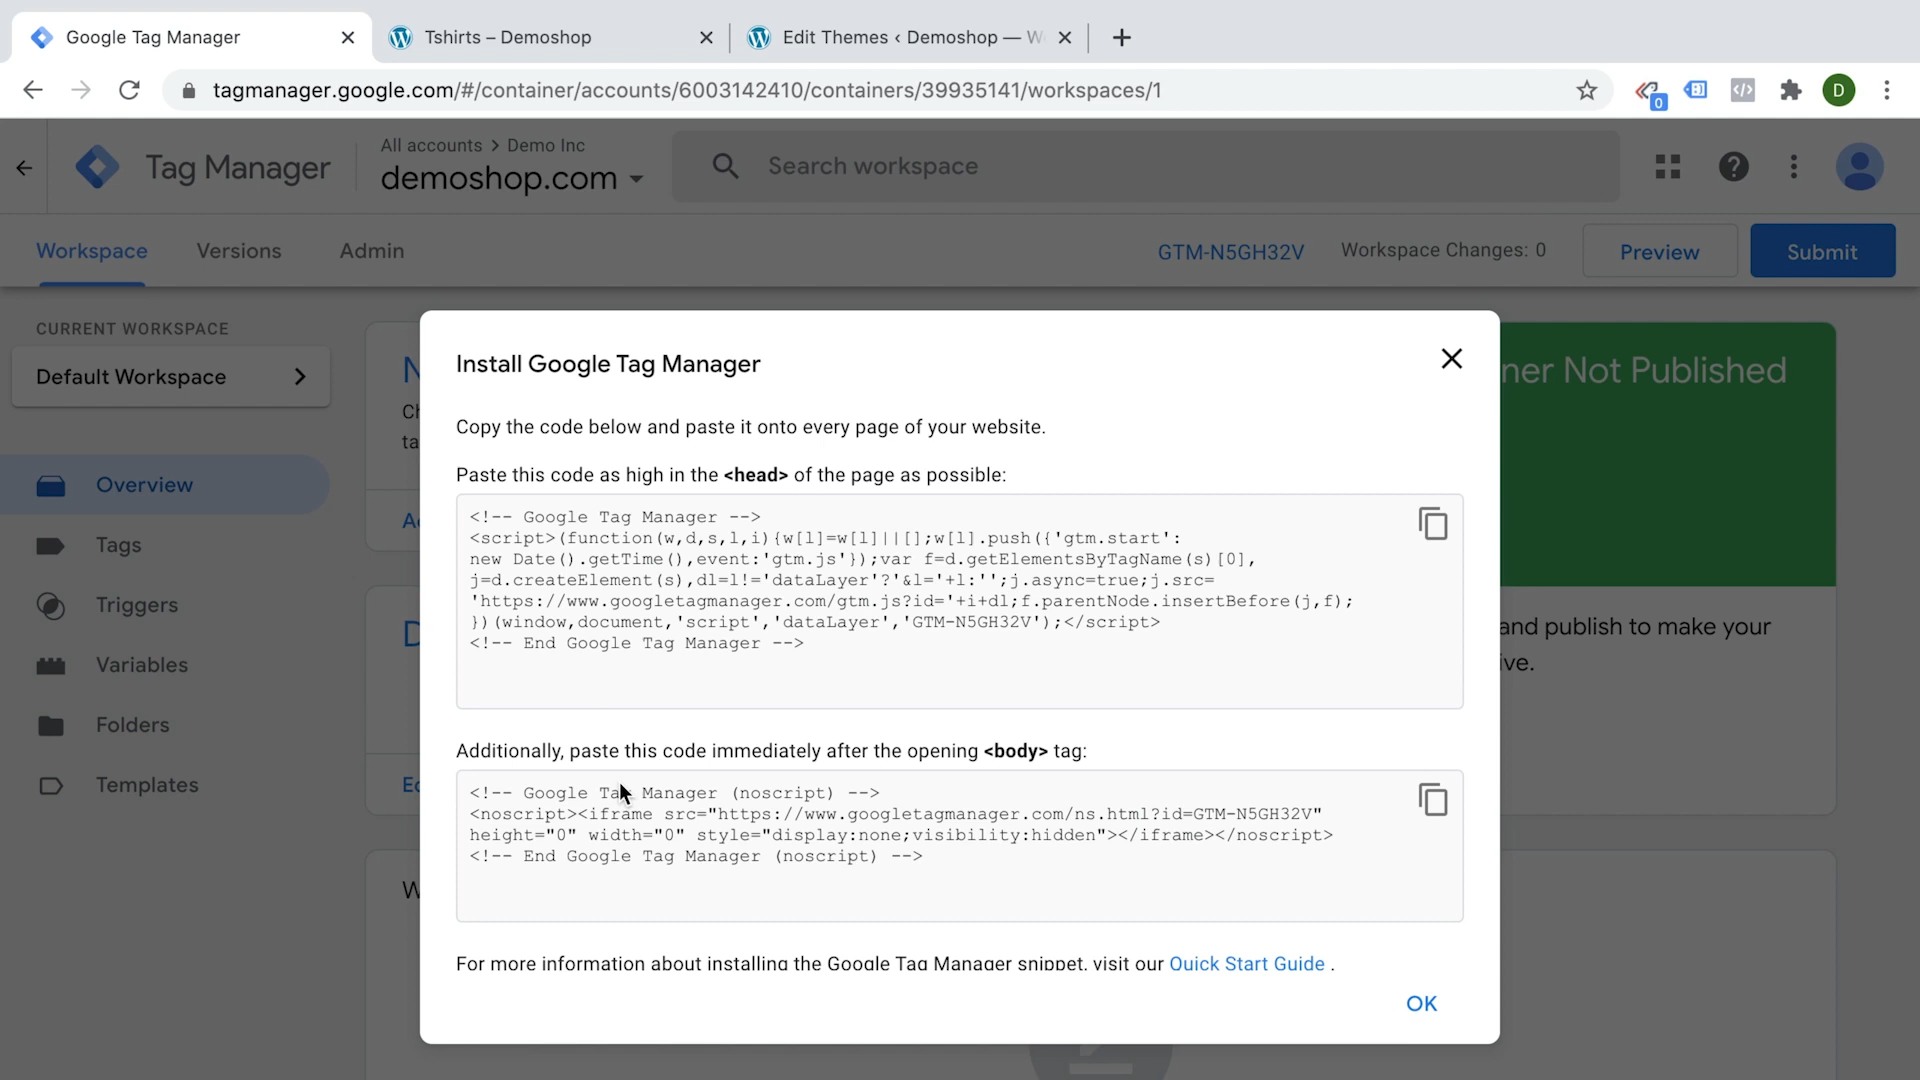 Google Tag Manager
Tshirts – Demoshop
Edit Themes ‹ Demoshop — W
tagmanager.google.com/#/container/accounts/6003142410/containers/39935141/workspaces/1
0
D
Tag Manager
All accounts > Demo Inc
demoshop.com
Search workspace
Workspace
Versions
Admin
GTM-N5GH32V
Workspace Changes: 0
Preview
Submit
CURRENT WORKSPACE
Default Workspace
Overview
Tags
Triggers
Variables
Folders
Templates
ner Not Published
and publish to make your
ive.
Install Google Tag Manager
Copy the code below and paste it onto every page of your website.
Paste this code as high in the <head> of the page as possible:
<!-- Google Tag Manager -->
<script>(function(w,d,s,l,i){w[l]=w[l]||[];w[l].push({'gtm.start':
new Date().getTime(),event:'gtm.js'});var f=d.getElementsByTagName(s)[0],
j=d.createElement(s),dl=l!='dataLayer'?'&l='+l:'';j.async=true;j.src=
'https://www.googletagmanager.com/gtm.js?id='+i+dl;f.parentNode.insertBefore(j,f);
})(window,document,'script','dataLayer','GTM-N5GH32V');</script>
<!-- End Google Tag Manager -->
Additionally, paste this code immediately after the opening <body> tag:
<!-- Google Tag Manager (noscript) -->
<noscript><iframe src="https://www.googletagmanager.com/ns.html?id=GTM-N5GH32V"
height="0" width="0" style="display:none;visibility:hidden"></iframe></noscript>
<!-- End Google Tag Manager (noscript) -->
For more information about installing the Google Tag Manager snippet, visit our Quick Start Guide .
OK